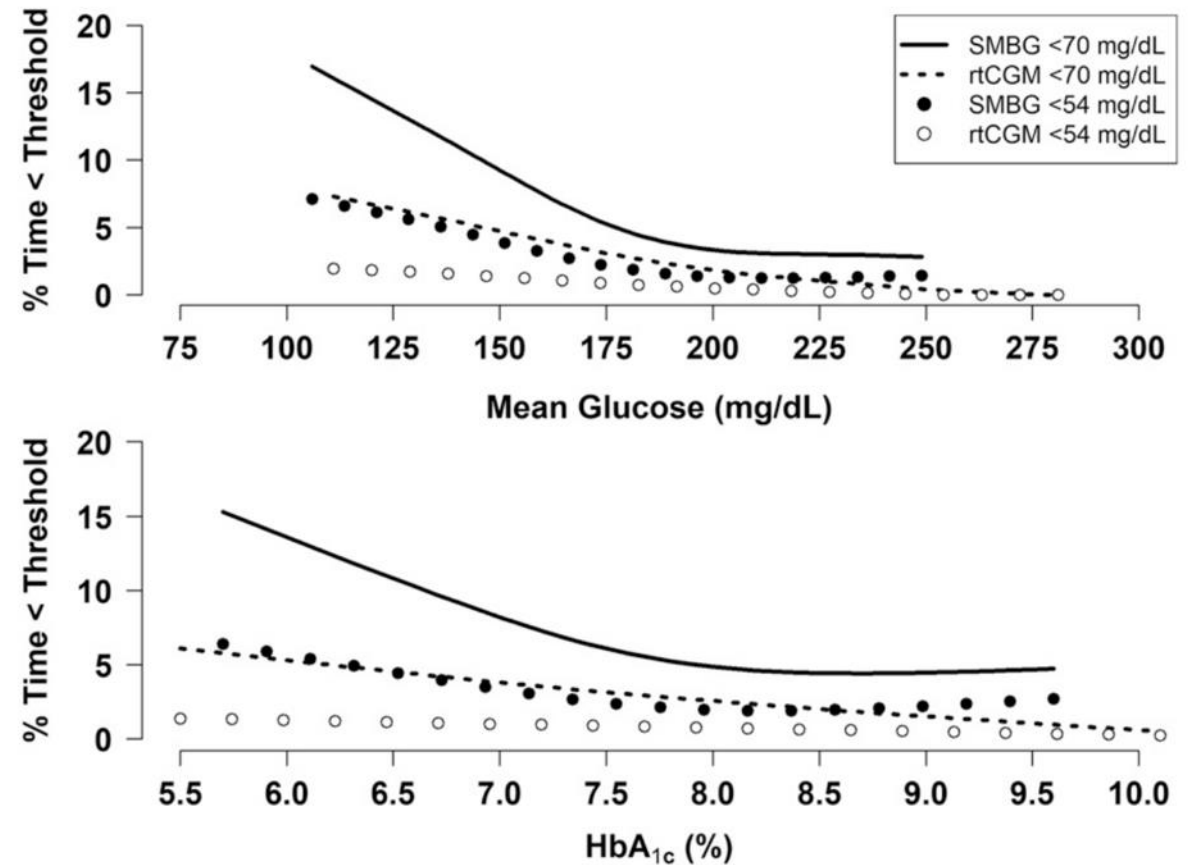 % Time < Threshold
20
15
10
5
0
SMBG <70 mg/dL
rtCGM <70 mg/dL
SMBG <54 mg/dL
rtCGM <54 mg/dL
75 100 125 150 175 200 225 250 275 300
Mean Glucose (mg/dL)
% Time < Threshold
20
15
10
5
0
5.5 6.0 6.5 7.0 7.5 8.0 8.5 9.0 9.5 10.0
HbA₁c (%)